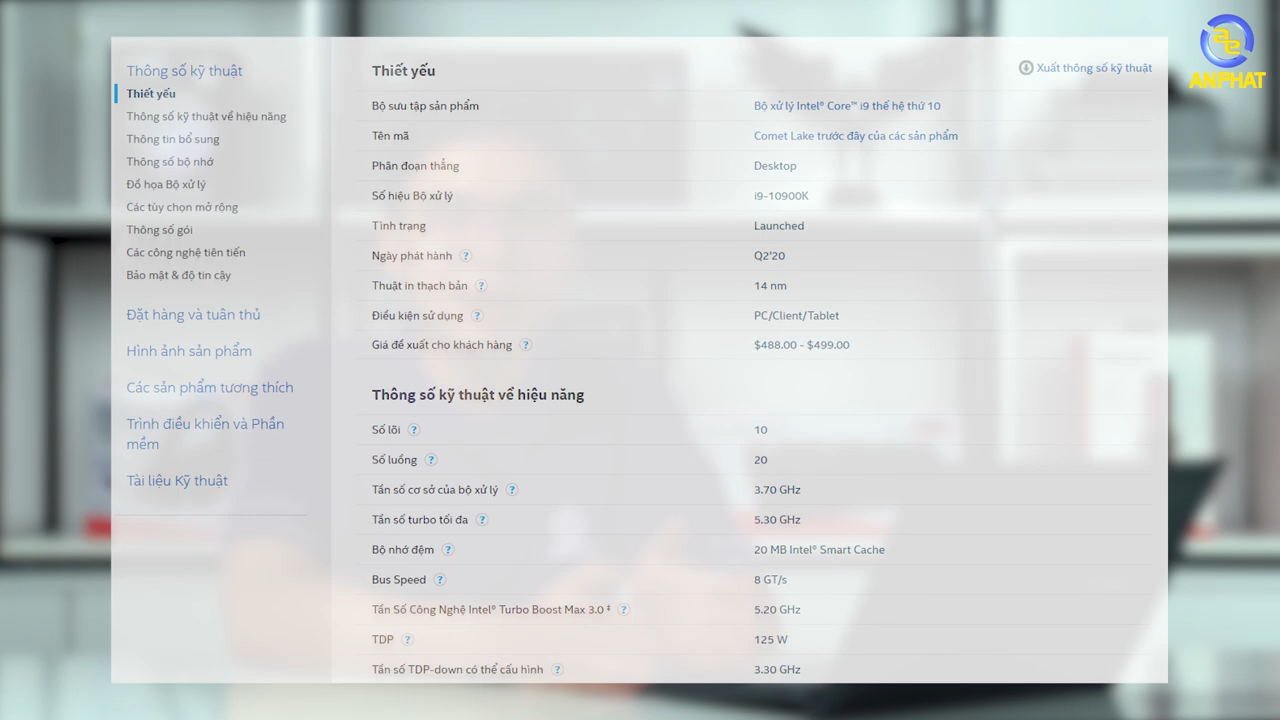 ANPHAT
Thông số kỹ thuật
Thiết yếu
Thông số kỹ thuật về hiệu năng
Thông tin bổ sung
Thông số bộ nhớ
Đồ họa Bộ xử lý
Các tùy chọn mở rộng
Thông số gói
Các công nghệ tiên tiến
Bảo mật & độ tin cậy
Đặt hàng và tuân thủ
Hình ảnh sản phẩm
Các sản phẩm tương thích
Trình điều khiển và Phần
mềm
Tài liệu Kỹ thuật
Thiết yếu
Xuất thông số kỹ thuật
Bộ sưu tập sản phẩm Bộ xử lý Intel® Core™ i9 thế hệ thứ 10
Tên mã Comet Lake trước đây của các sản phẩm
Phân đoạn thẳng Desktop
Số hiệu Bộ xử lý i9-10900K
Tình trạng Launched
Ngày phát hành ? Q2'20
Thuật in thạch bản ? 14 nm
Điều kiện sử dụng ? PC/Client/Tablet
Giá đề xuất cho khách hàng ? $488.00 - $499.00
Thông số kỹ thuật về hiệu năng
Số lõi ? 10
Số luồng ? 20
Tần số cơ sở của bộ xử lý ? 3.70 GHz
Tần số turbo tối đa ? 5.30 GHz
Bộ nhớ đệm ? 20 MB Intel® Smart Cache
Bus Speed ? 8 GT/s
Tần Số Công Nghệ Intel® Turbo Boost Max 3.0 ‡ ? 5.20 GHz
TDP ? 125 W
Tần số TDP-down có thể cấu hình ? 3.30 GHz